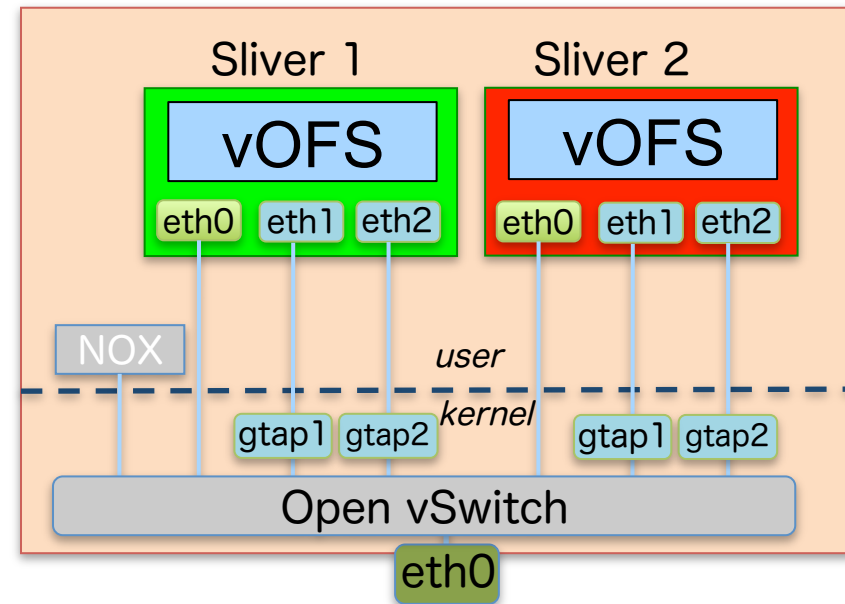 Sliver 1 Sliver 2
vOFS vOFS
eth0 eth1 eth2 eth0 eth1 eth2
NOX
user
kernel
gtap1 gtap2 gtap1 gtap2
Open vSwitch
eth0